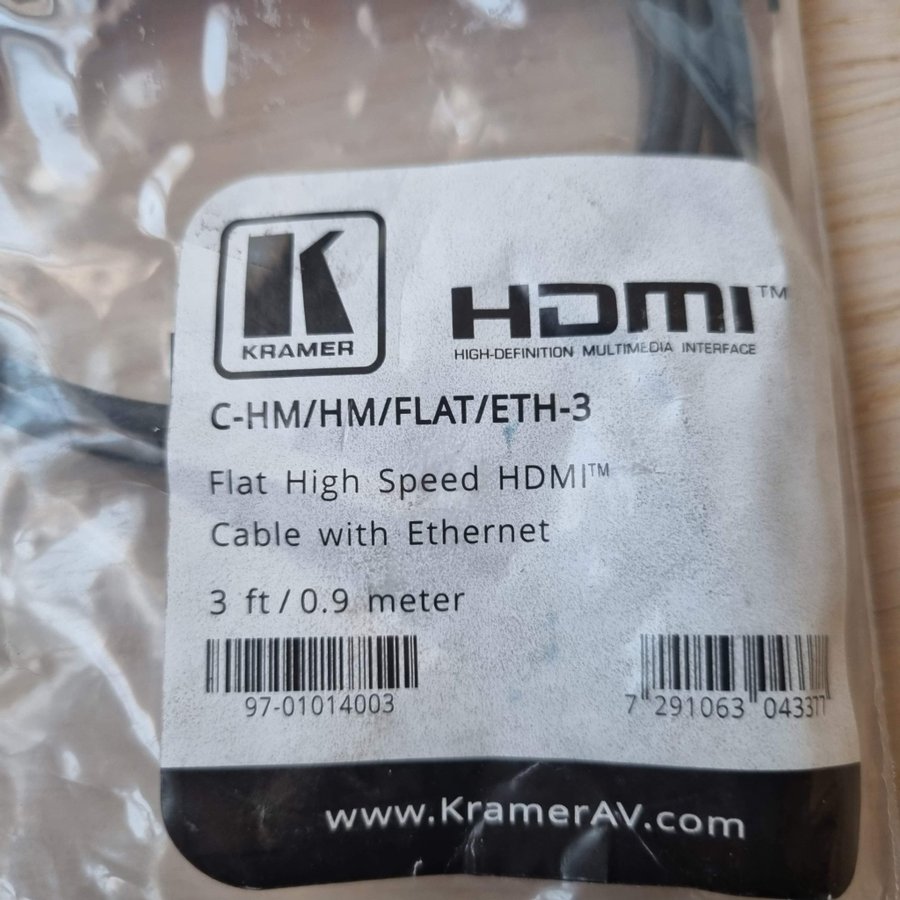 K
KRAMER
HDMI™
HIGH-DEFINITION MULTIMEDIA INTERFACE
C-HM/HM/FLAT/ETH-3
Flat High Speed HDMI™
Cable with Ethernet
3 ft / 0.9 meter
97-01014003
7 291063 043377
www.KramerAV.com